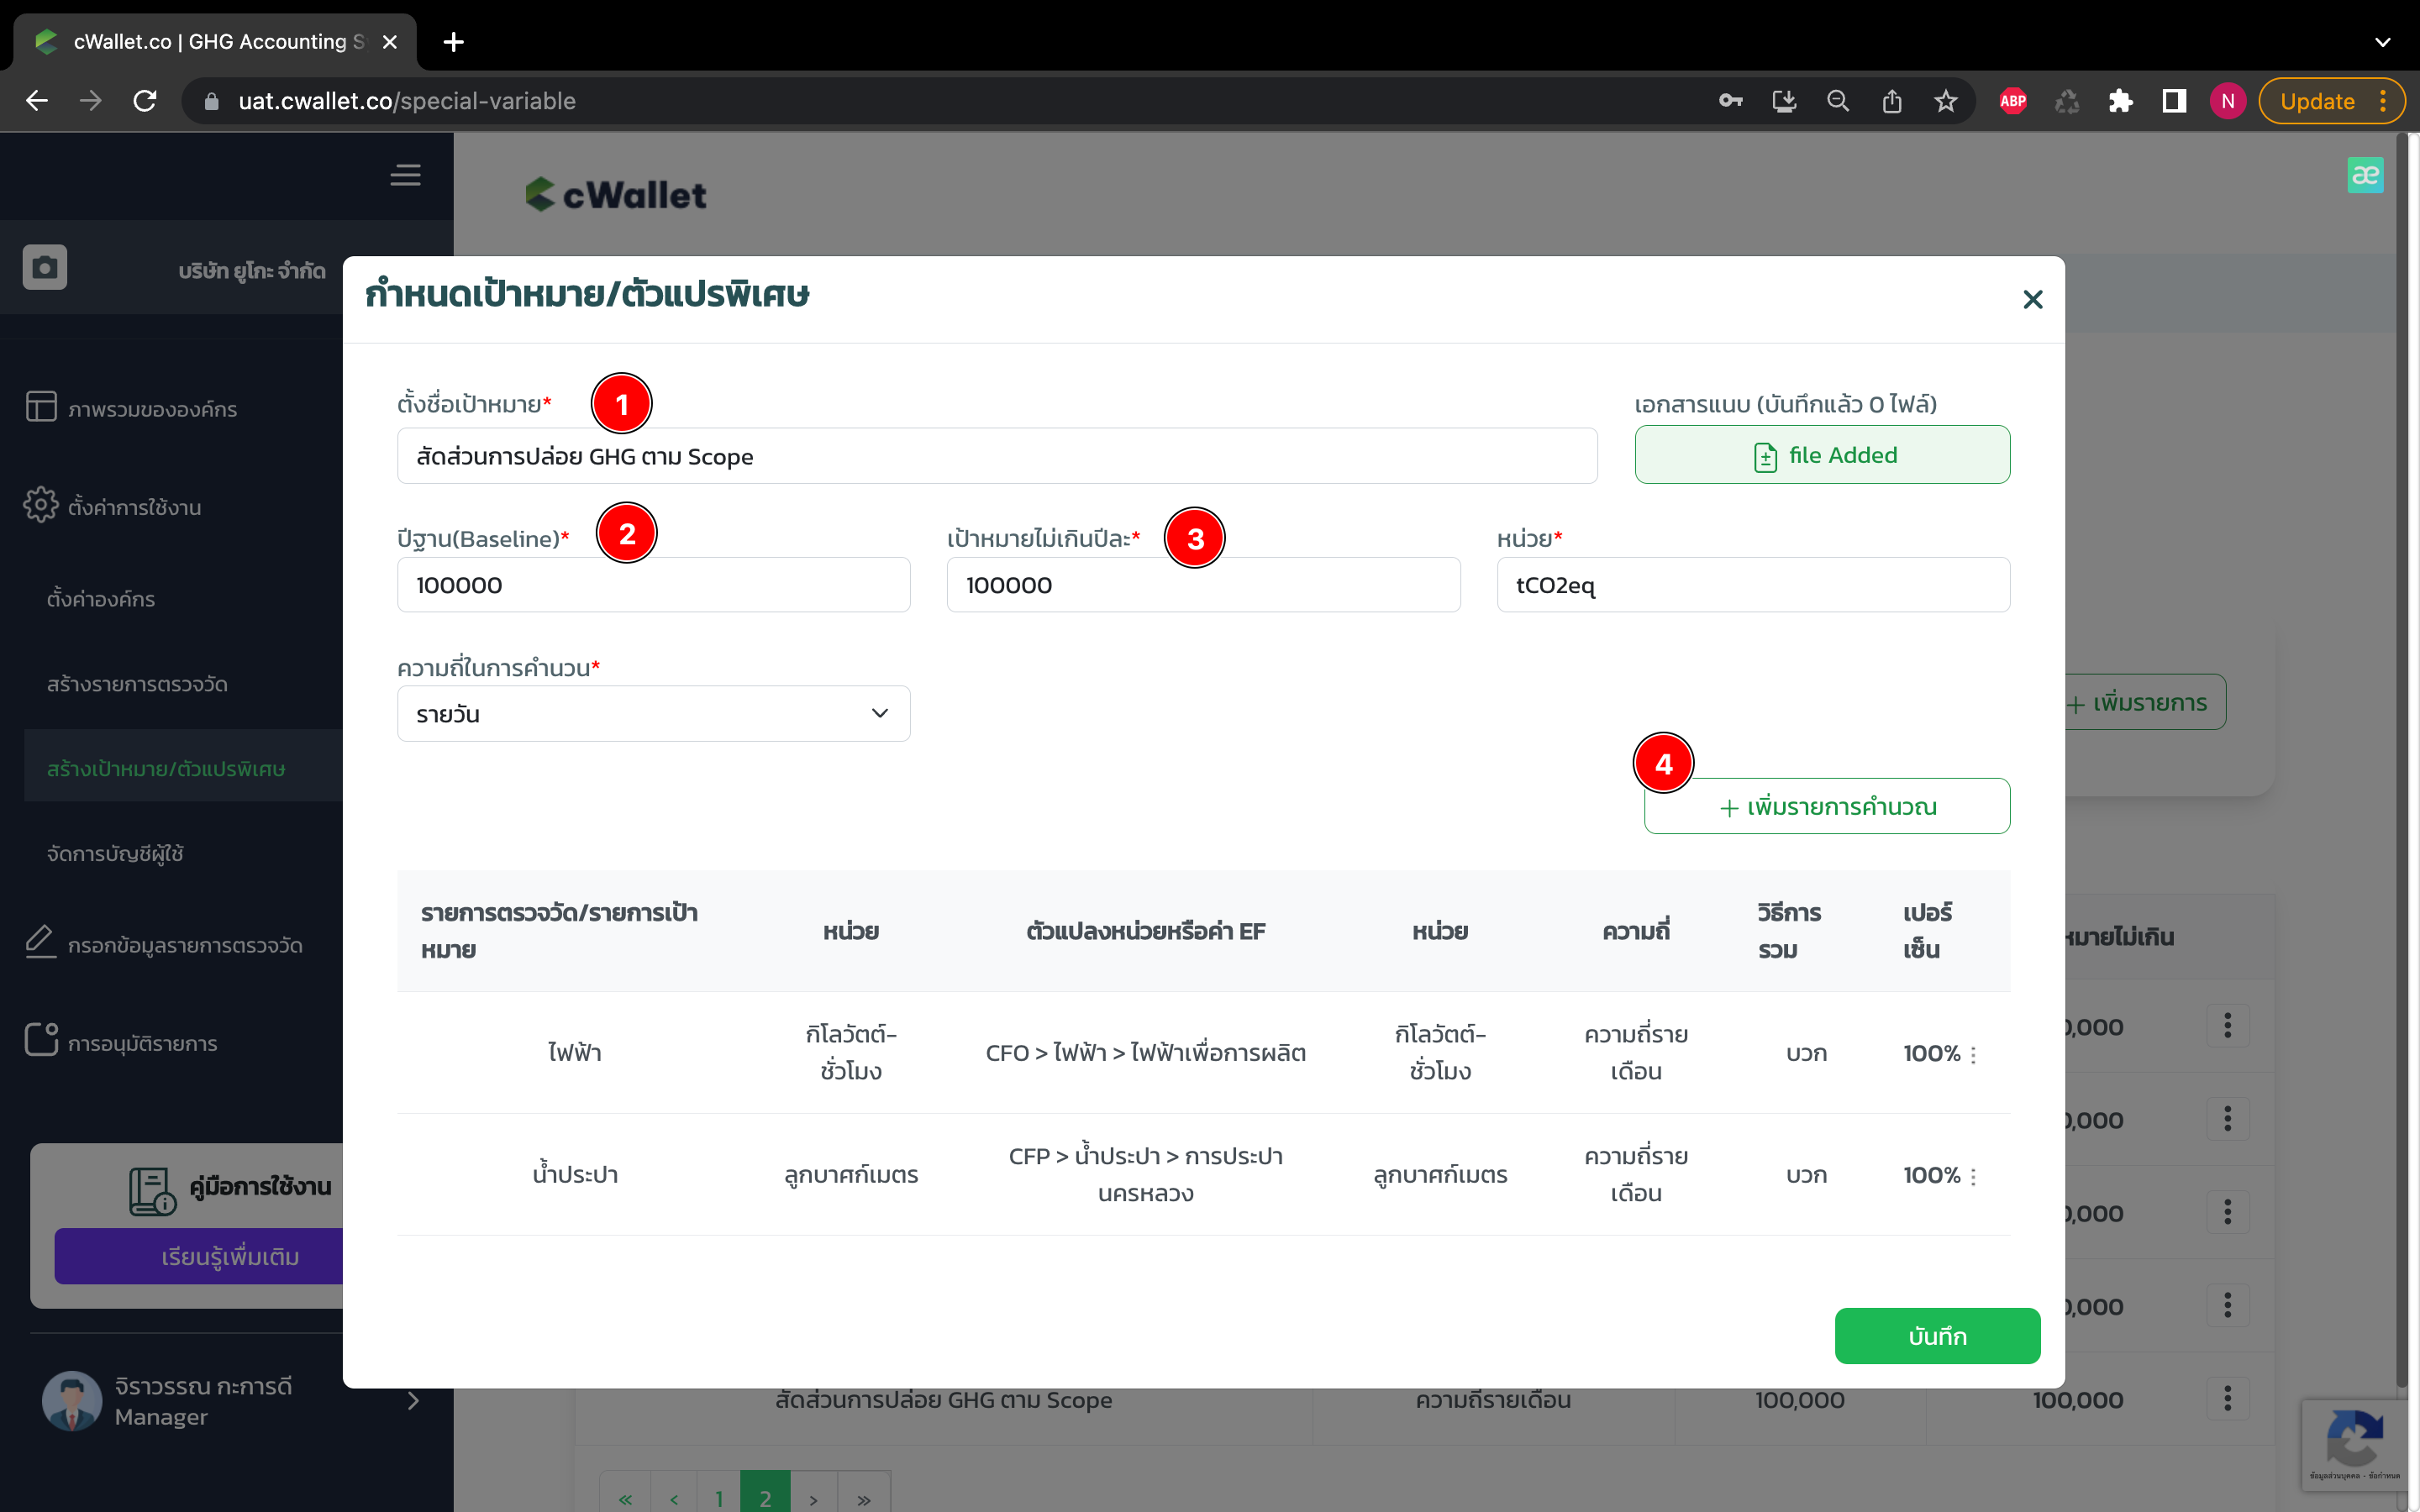 cWallet.co | GHG Accounting S
uat.cwallet.co/special-variable
ABP
N
Update
cWallet
æ
บริษัท ยูโกะ จำกัด
ภาพรวมขององค์กร
ตั้งค่าการใช้งาน
ตั้งค่าองค์กร
สร้างรายการตรวจวัด
สร้างเป้าหมาย/ตัวแปรพิเศษ
จัดการบัญชีผู้ใช้
กรอกข้อมูลรายการตรวจวัด
การอนุมัติรายการ
คู่มือการใช้งาน
เรียนรู้เพิ่มเติม
จิราวรรณ กะการดี
Manager
กำหนดเป้าหมาย/ตัวแปรพิเศษ
ตั้งชื่อเป้าหมาย* 1
เอกสารแนบ (บันทึกแล้ว 0 ไฟล์)
สัดส่วนการปล่อย GHG ตาม Scope
file Added
ปีฐาน(Baseline)* 2
เป้าหมายไม่เกินปีละ* 3
หน่วย*
100000
100000
tCO2eq
ความถี่ในการคำนวน*
รายวัน
+ เพิ่มรายการ
4
+ เพิ่มรายการคำนวณ
รายการตรวจวัด/รายการเป้า
หมาย
หน่วย
ตัวแปลงหน่วยหรือค่า EF
หน่วย
ความถี่
วิธีการ
รวม
เปอร์
เซ็น
หมายไม่เกิน
ไฟฟ้า
กิโลวัตต์-
ชั่วโมง
CFO > ไฟฟ้า > ไฟฟ้าเพื่อการผลิต
กิโลวัตต์-
ชั่วโมง
ความถี่ราย
เดือน
บวก
100%
น้ำประปา
ลูกบาศก์เมตร
CFP > น้ำประปา > การประปา
นครหลวง
ลูกบาศก์เมตร
ความถี่ราย
เดือน
บวก
100%
0,000
0,000
0,000
0,000
บันทึก
สัดส่วนการปล่อย GHG ตาม Scope
ความถี่รายเดือน
100,000
100,000
« ‹ 1 2 › »
ข้อมูลส่วนบุคคล - ข้อกำหนด